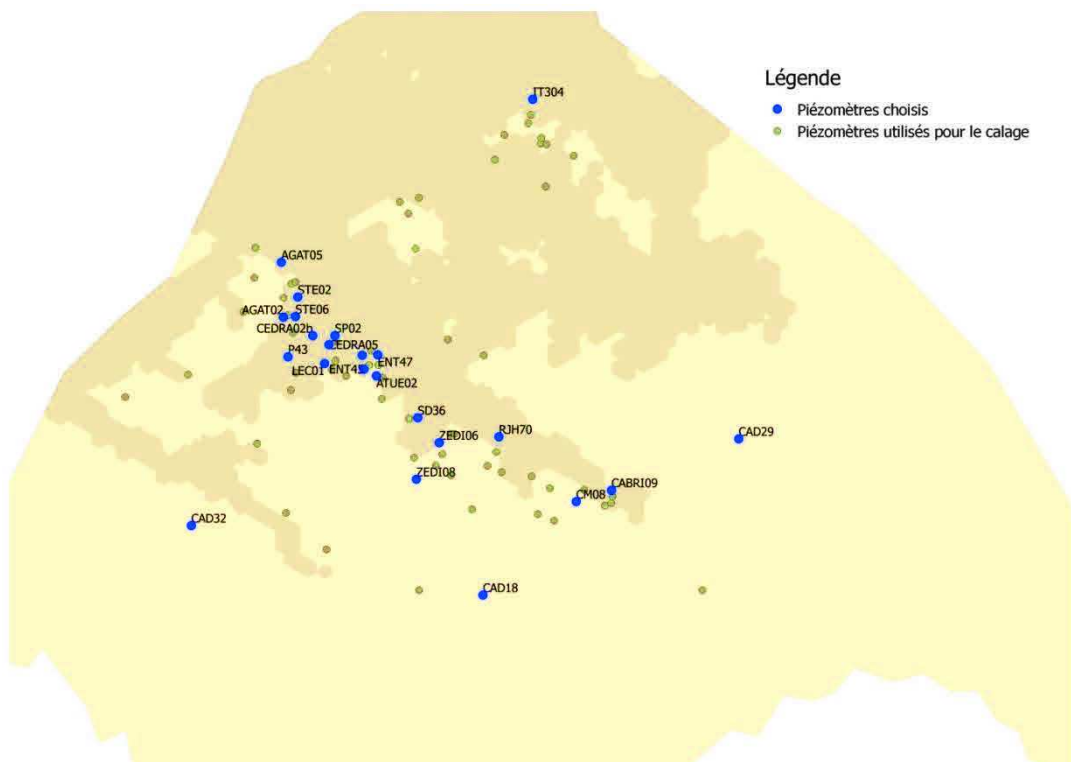 IT304
Légende
Piézomètres choisis
Piézomètres utilisés pour le calage
AGAT05
STE02
AGAT02
STE06
CEDRA02b
SP02
CEDRA05
P43
ENT47
LEC01
ENT45
ATUE02
SD36
ZEDI06
RJH70
CAD29
ZEDI08
CABRI09
CM08
CAD32
CAD18